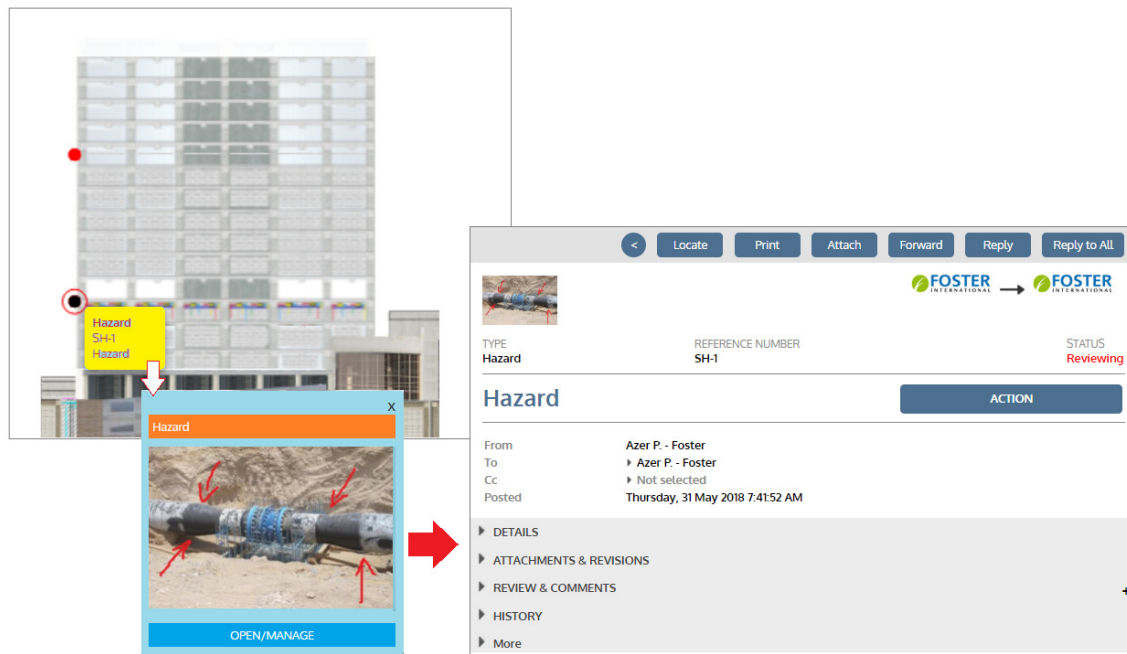 Hazard
SH-1
Hazard
X
Hazard
OPEN/MANAGE
< Locate Print Attach Forward Reply Reply to All
FOSTER INTERNATIONAL FOSTER INTERNATIONAL
TYPE REFERENCE NUMBER STATUS
Hazard SH-1 Reviewing
Hazard ACTION
From Azer P. - Foster
To Azer P. - Foster
Cc Not selected
Posted Thursday, 31 May 2018 7:41:52 AM
DETAILS
ATTACHMENTS & REVISIONS
REVIEW & COMMENTS +
HISTORY
More